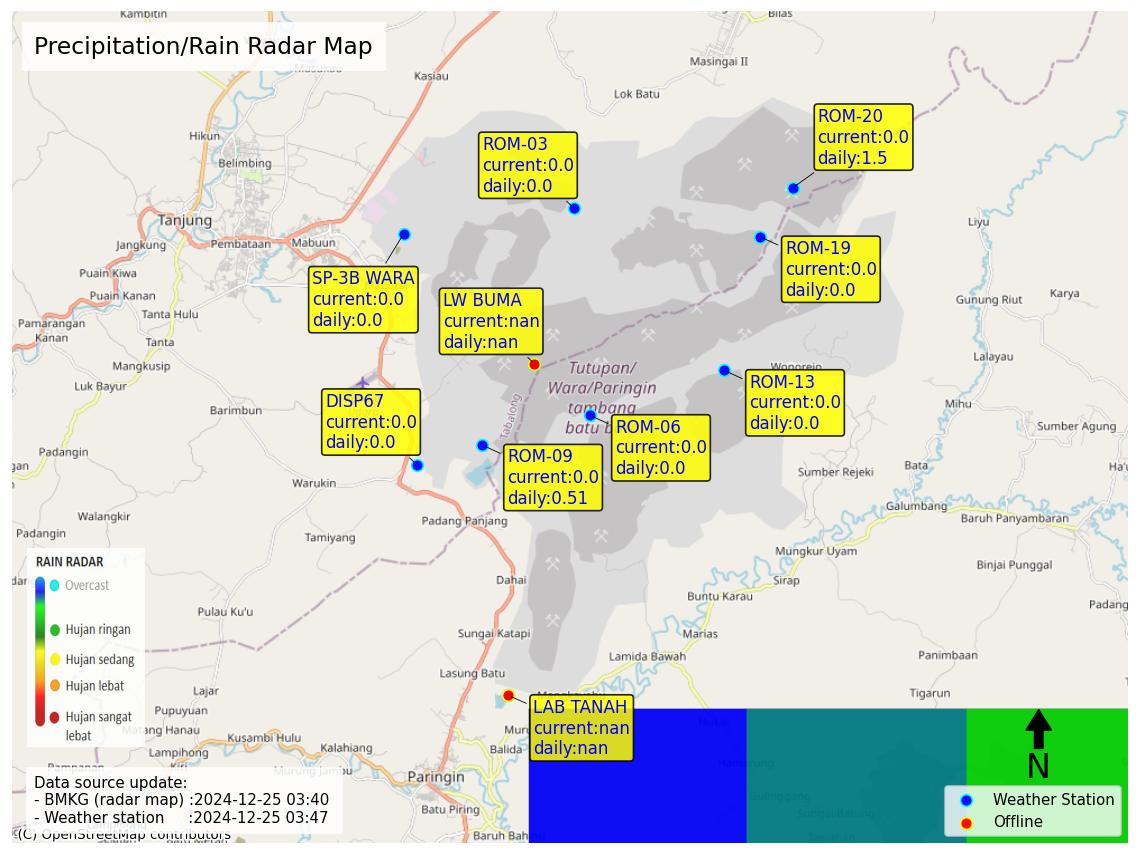 Kambitin
Bilas
Precipitation/Rain Radar Map
Masukau
Kasiau
Masingai II
Lok Batu
ROM-20
current:0.0
daily:1.5
Hikun
ROM-03
current:0.0
daily:0.0
Belimbing
Tanjung
Liyu
Jangkung
Pembataan
Mabuun
ROM-19
current:0.0
daily:0.0
Puain Kiwa
SP-3B WARA
current:0.0
daily:0.0
Puain Kanan
LW BUMA
current:nan
daily:nan
Gunung Riut
Karya
Tanta Hulu
Pamarangan
Kanan
Tanta
Lalayau
Mangkusip
Wonorejo
Tutupan/
Wara/Paringin
tambang
batu b
Luk Bayur
ROM-13
current:0.0
daily:0.0
Barimbun
DISP67
current:0.0
daily:0.0
Tabalong
Mihu
ROM-06
current:0.0
daily:0.0
Sumber Agung
ROM-09
current:0.0
daily:0.51
gan
Padangin
Sumber Rejeki
Bata
Ha'u
Warukin
Galumbang
Walangkir
Padang Panjang
Baruh Panyambaran
Padangin
Tamiyang
Mungkur Uyam
RAIN RADAR
Binjai Punggal
dar
Overcast
Dahai
Sirap
Buntu Karau
Padang
Pulau Ku'u
Hujan ringan
Sungai Katapi
Marias
Hujan sedang
Lamida Bawah
Panimbaan
Lasung Batu
Hujan lebat
Lajar
Tigarun
Pupuyuan
Hujan sangat
lebat
LAB TANAH
current:nan
daily:nan
Matang Hanau
Kusambi Hulu
Muru
Lampihong
Kalahiang
Balida
Murung Jambu
Paringin
N
Data source update:
- BMKG (radar map) :2024-12-25 03:40
- Weather station :2024-12-25 03:47
Batu Piring
Weather Station
Offline
(C) OpenStreetMap contributors
Baruh Bah